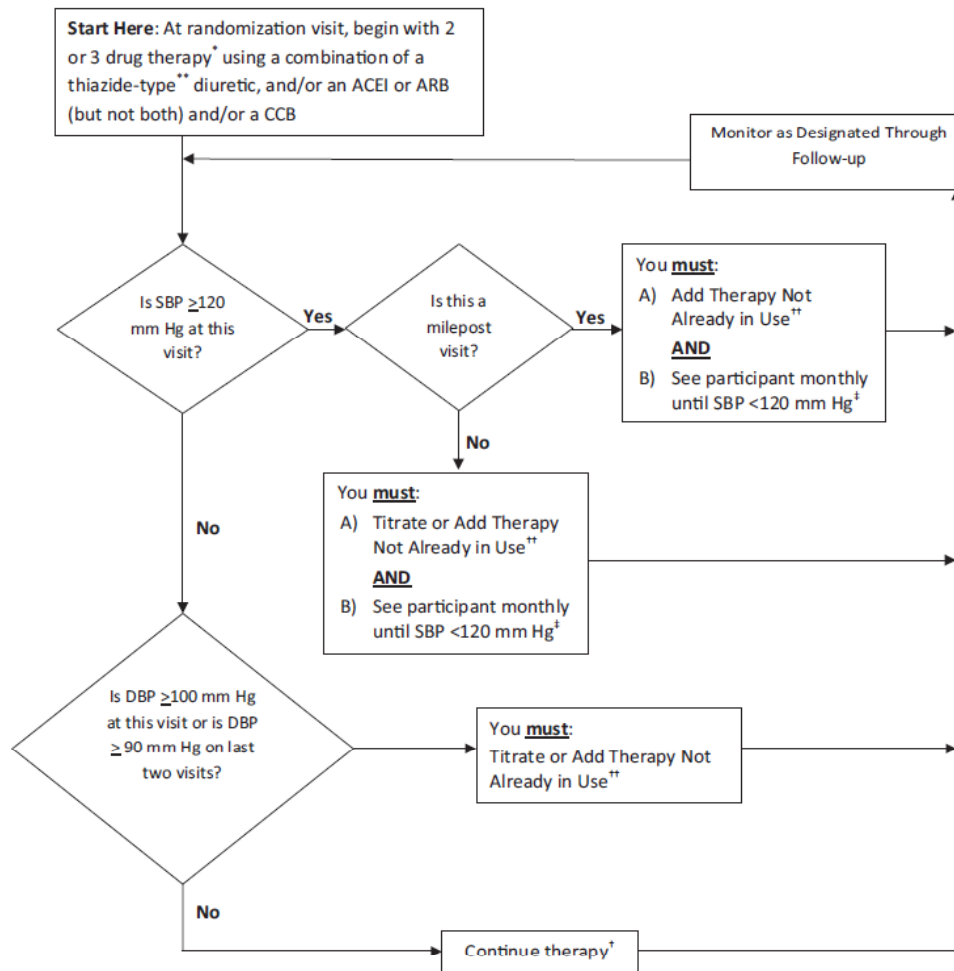 Start Here: At randomization visit, begin with 2
or 3 drug therapy* using a combination of a
thiazide-type** diuretic, and/or an ACEI or ARB
(but not both) and/or a CCB
Monitor as Designated Through
Follow-up
Is SBP ≥120
mm Hg at this
visit?
Yes
Is this a
milepost
visit?
Yes
You must:
A) Add Therapy Not
Already in Use††
AND
B) See participant monthly
until SBP <120 mm Hg‡
No
You must:
A) Titrate or Add Therapy
Not Already in Use††
AND
B) See participant monthly
until SBP <120 mm Hg‡
No
Is DBP ≥100 mm Hg
at this visit or is DBP
≥ 90 mm Hg on last
two visits?
You must:
Titrate or Add Therapy Not
Already in Use††
No
Continue therapy†